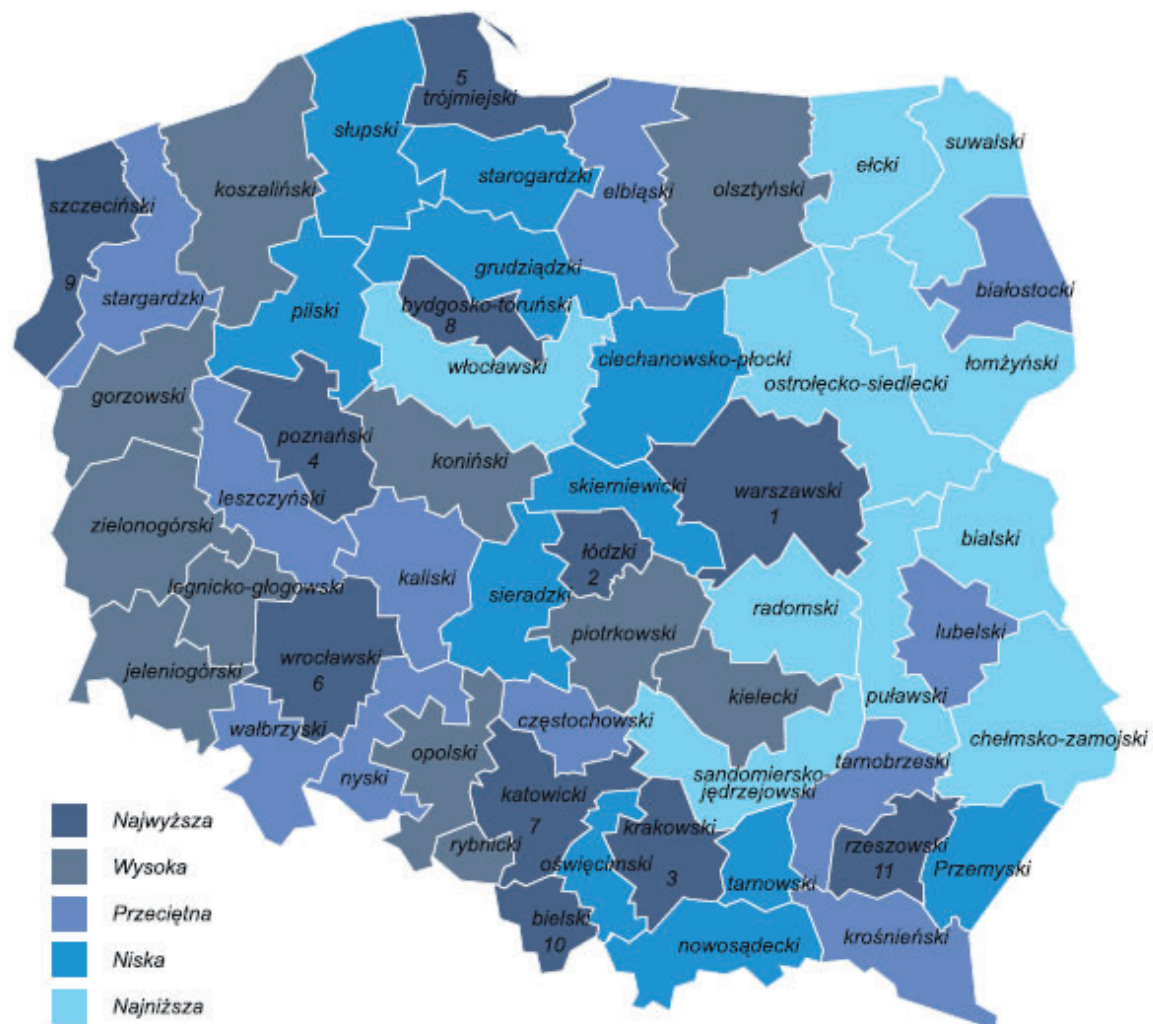 5
trójmiejski
słupski
suwalski
ełcki
starogardzki
koszaliński
elbląski
olsztyński
szczeciński
9
stargardzki
grudziądzki
białostocki
bydgosko-toruński
8
pilski
ciechanowsko-płocki
włocławski
łomżyński
ostrołęcko-siedlecki
gorzowski
poznański
4
koniński
leszczyński
skierniewicki
warszawski
1
zielonogórski
łódzki
2
bialski
legnicko-głogowski
kaliski
sieradzki
radomski
piotrkowski
lubelski
wrocławski
6
jeleniogórski
kielecki
puławski
wałbrzyski
częstochowski
chełmsko-zamojski
opolski
tarnobrzeski
nyski
sandomiersko-
jędrzejowski
katowicki
7
krakowski
3
rybnicki
oświęcimski
rzeszowski
11
Przemyski
tarnowski
bielski
10
nowosądecki
krośnieński
Najwyższa
Wysoka
Przeciętna
Niska
Najniższa